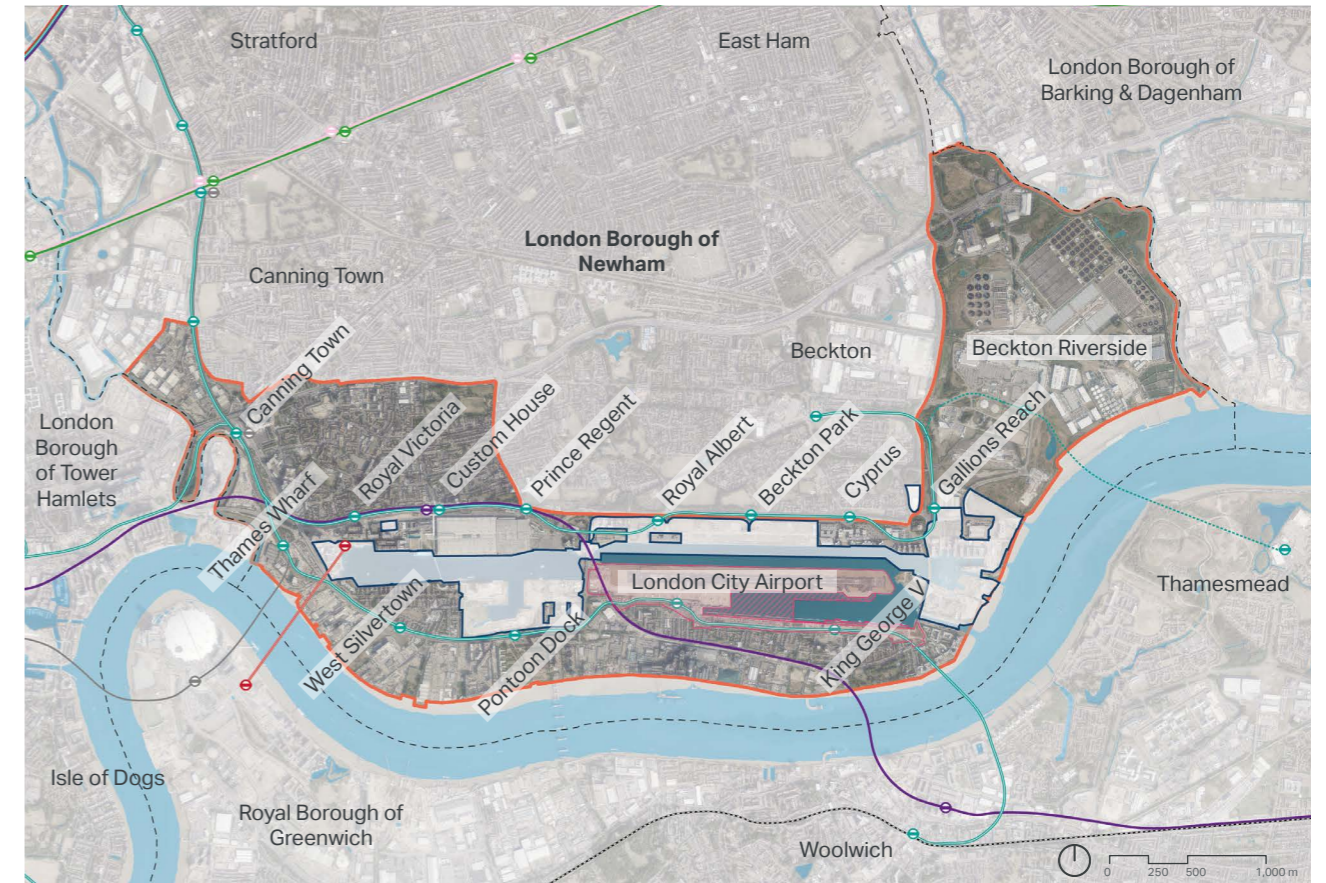 Stratford
East Ham
London Borough of
Barking & Dagenham
London Borough of
Newham
Canning Town
Beckton
Beckton Riverside
Canning Town
Royal Victoria
Custom House
Prince Regent
Royal Albert
Beckton Park
Cyprus
Gallions Reach
London
Borough
of Tower
Hamlets
Thames Wharf
London City Airport
Thamesmead
West Silvertown
Pontoon Dock
King George V
Isle of Dogs
Royal Borough of
Greenwich
Woolwich
0 250 500 1,000 m